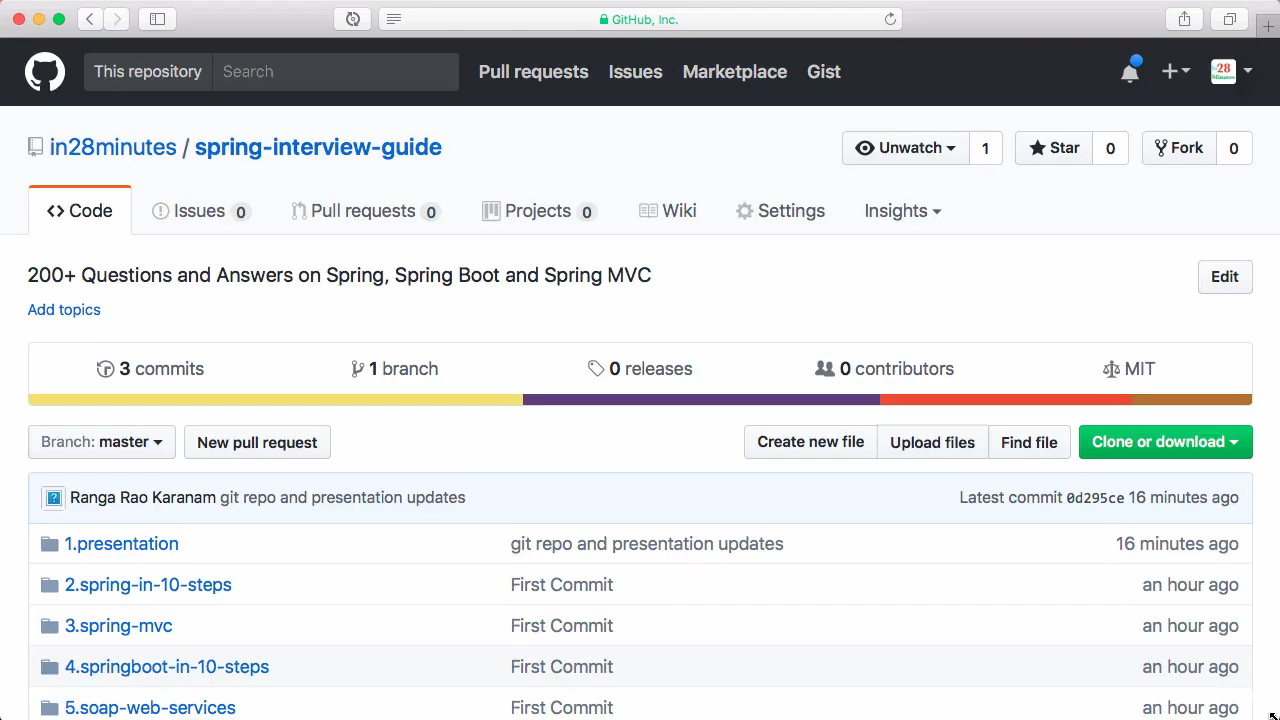 GitHub, Inc.
This repository Search Pull requests Issues Marketplace Gist
28
Minutes
in28minutes / spring-interview-guide Unwatch 1 Star 0 Fork 0
Code Issues 0 Pull requests 0 Projects 0 Wiki Settings Insights
200+ Questions and Answers on Spring, Spring Boot and Spring MVC Edit
Add topics
3 commits 1 branch 0 releases 0 contributors MIT
Branch: master New pull request Create new file Upload files Find file Clone or download
Ranga Rao Karanam git repo and presentation updates Latest commit 0d295ce 16 minutes ago
1.presentation git repo and presentation updates 16 minutes ago
2.spring-in-10-steps First Commit an hour ago
3.spring-mvc First Commit an hour ago
4.springboot-in-10-steps First Commit an hour ago
5.soap-web-services First Commit an hour ago